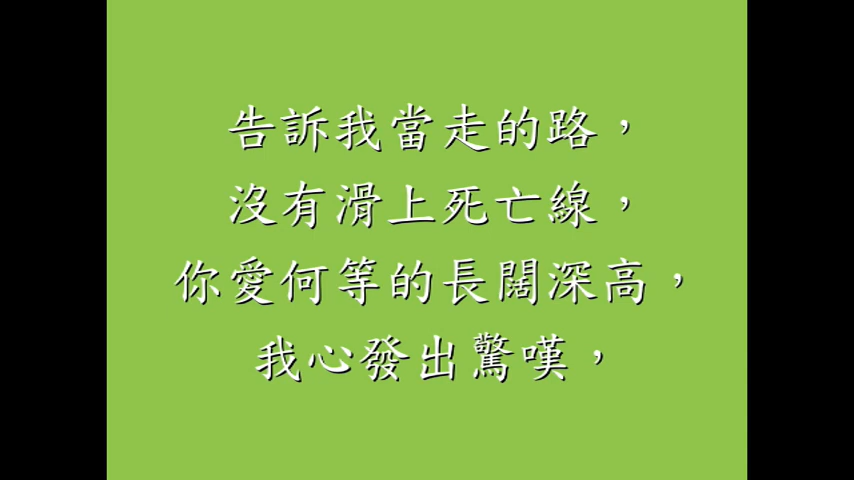 告訴我當走的路，
沒有滑上死亡線，
你愛何等的長闊深高，
我心發出驚嘆，